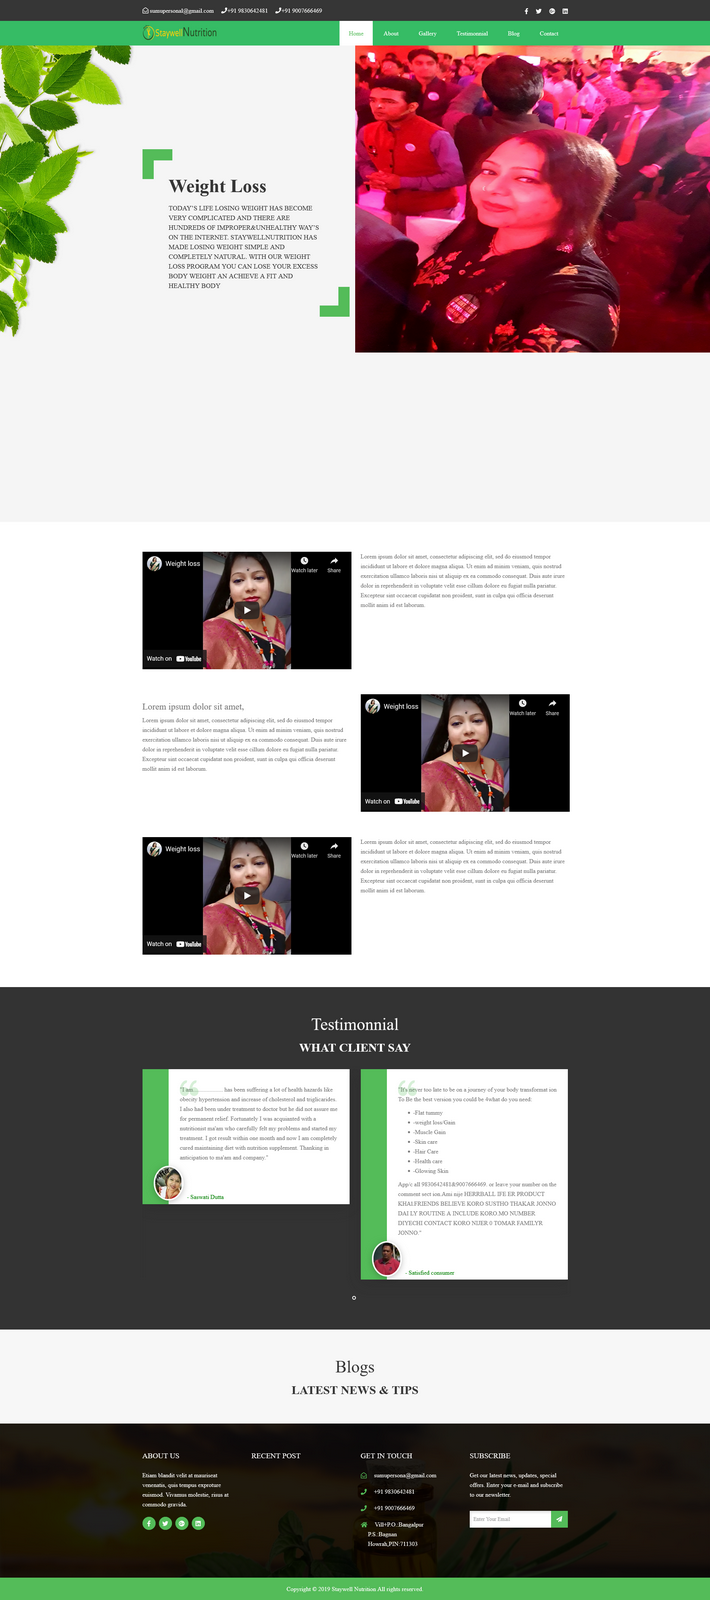 sumupersonal@gmail.com +91 9830642481 +91 9007666469
Staywell Nutrition
Home About Gallery Testimonnial Blog Contact
Weight Loss
TODAY'S LIFE LOSING WEIGHT HAS BECOME
VERY COMPLICATED AND THERE ARE
HUNDREDS OF IMPROPER&UNHEALTHY WAY'S
ON THE INTERNET. STAYWELLNUTRITION HAS
MADE LOSING WEIGHT SIMPLE AND
COMPLETELY NATURAL. WITH OUR WEIGHT
LOSS PROGRAM YOU CAN LOSE YOUR EXCESS
BODY WEIGHT AN ACHIEVE A FIT AND
HEALTHY BODY
Weight loss
Watch later Share
Watch on YouTube
Lorem ipsum dolor sit amet, consectetur adipiscing elit, sed do eiusmod tempor
incididunt ut labore et dolore magna aliqua. Ut enim ad minim veniam, quis nostrud
exercitation ullamco laboris nisi ut aliquip ex ea commodo consequat. Duis aute irure
dolor in reprehenderit in voluptate velit esse cillum dolore eu fugiat nulla pariatur.
Excepteur sint occaecat cupidatat non proident, sunt in culpa qui officia deserunt
mollit anim id est laborum.
Lorem ipsum dolor sit amet,
Lorem ipsum dolor sit amet, consectetur adipiscing elit, sed do eiusmod tempor
incididunt ut labore et dolore magna aliqua. Ut enim ad minim veniam, quis nostrud
exercitation ullamco laboris nisi ut aliquip ex ea commodo consequat. Duis aute irure
dolor in reprehenderit in voluptate velit esse cillum dolore eu fugiat nulla pariatur.
Excepteur sint occaecat cupidatat non proident, sunt in culpa qui officia deserunt
mollit anim id est laborum.
Weight loss
Watch later Share
Watch on YouTube
Weight loss
Watch later Share
Watch on YouTube
Lorem ipsum dolor sit amet, consectetur adipiscing elit, sed do eiusmod tempor
incididunt ut labore et dolore magna aliqua. Ut enim ad minim veniam, quis nostrud
exercitation ullamco laboris nisi ut aliquip ex ea commodo consequat. Duis aute irure
dolor in reprehenderit in voluptate velit esse cillum dolore eu fugiat nulla pariatur.
Excepteur sint occaecat cupidatat non proident, sunt in culpa qui officia deserunt
mollit anim id est laborum.
Testimonnial
WHAT CLIENT SAY
"I am.................... has been suffering a lot of health hazards like
obesity hypertension and increase of cholesterol and triglicarides.
I also had been under treatment to doctor but he did not assure me
for permanent relief. Fortunately I was acquianted with a
nutritionist ma'am who carefully felt my problems and started my
treatment. I got result within one month and now I am completely
cured maintaining diet with nutrition supplement. Thanking in
anticipation to ma'am and company."
- Saswati Dutta
"It's never too late to be on a journey of your body transformat ion.
To Be the best version you could be #what do you need:
-Flat tummy
-weight loss/Gain
-Muscle Gain
-Skin care
-Hair Care
-Health care
-Glowing Skin
App/c all 9830642481&9007666469. or leave your number on the
comment sect ion.Ami roje HERRBALL IFE ER PRODUCT
KHAI.FRIENDS BELIEVE KORO SUSTHO THAKAR JONNO
DAI LY ROUTINE A INCLUDE KORO.MO NUMBER
DIYECHI CONTACT KORO NIJER 0 TOMAR FAMILYR
JONNO."
- Satisfied consumer
Blogs
LATEST NEWS & TIPS
ABOUT US
Etiam blandit velit at mauriseat
venenatis, quis tempus exproture
euismod. Vivamus molestae, risus at
commodo gravida.
RECENT POST
GET IN TOUCH
sumupersona@gmail.com
+91 9830642481
+91 9007666469
Vill+P.O.:Bangalpur
P.S.:Bagnan
Howrah,PIN:711303
SUBSCRIBE
Get our latest news, updates, special
offers. Enter your e-mail and subscribe
to our newsletter.
Enter Your Email
Copyright © 2019 Staywell Nutrition All rights reserved.